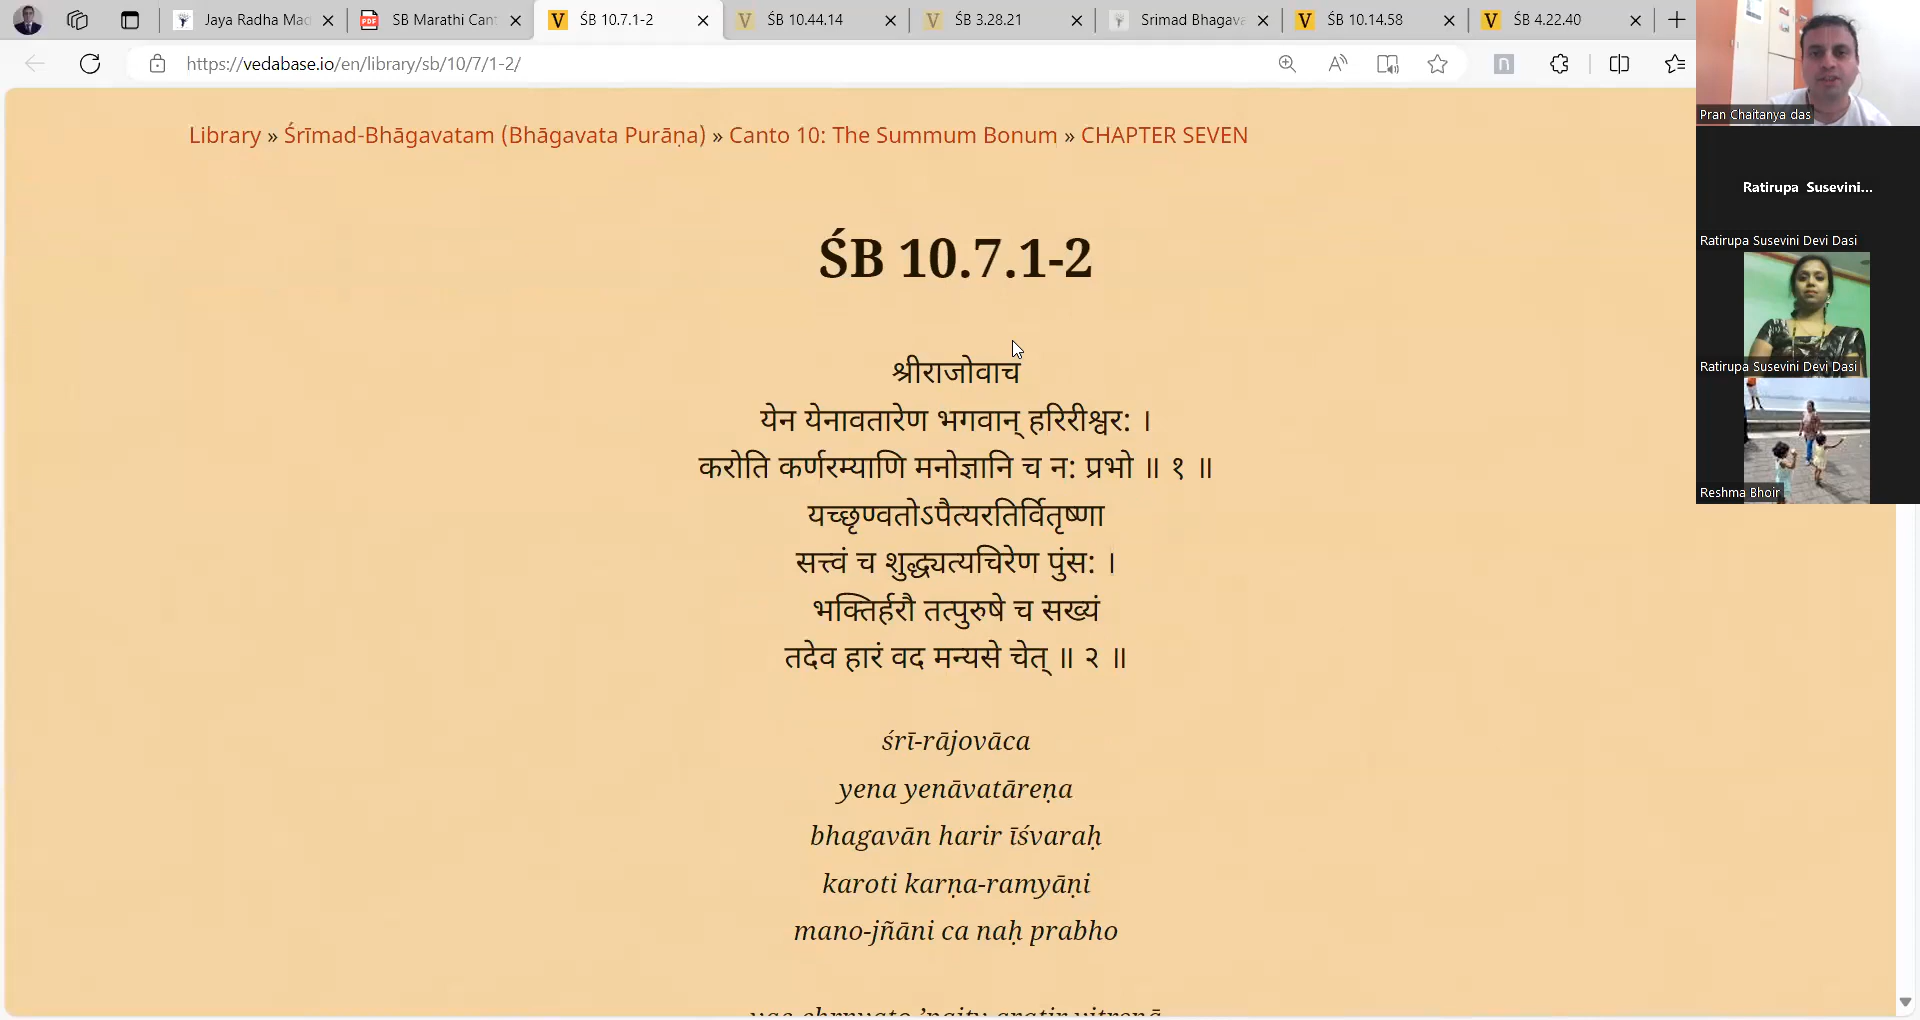 Jaya Radha Mad
SB Marathi Cant
ŚB 10.7.1-2
ŚB 10.44.14
ŚB 3.28.21
Srimad Bhagava
ŚB 10.14.58
ŚB 4.22.40
https://vedabase.io/en/library/sb/10/7/1-2/
Library » Śrīmad-Bhāgavatam (Bhāgavata Purāṇa) » Canto 10: The Summum Bonum » CHAPTER SEVEN
ŚB 10.7.1-2
श्रीराजोवाच
येन येनावतारेण भगवान् हरिरीश्वर: ।
करोति कर्णरम्याणि मनोज्ञानि च न: प्रभो ॥ १ ॥
यच्छृण्वतोऽपैत्यरतिर्वितृष्णा
सत्त्वं च शुद्ध्यत्यचिरेण पुंस: ।
भक्तिर्हरौ तत्पुरुषे च सख्यं
तदेव हारं वद मन्यसे चेत् ॥ २ ॥
śrī-rājovāca
yena yenāvatāreṇa
bhagavān harir īśvaraḥ
karoti karṇa-ramyāṇi
mano-jñāni ca naḥ prabho
Pran Chaitanya das
Ratirupa Susevini...
Ratirupa Susevini Devi Dasi
Ratirupa Susevini Devi Dasi
Reshma Bhoir